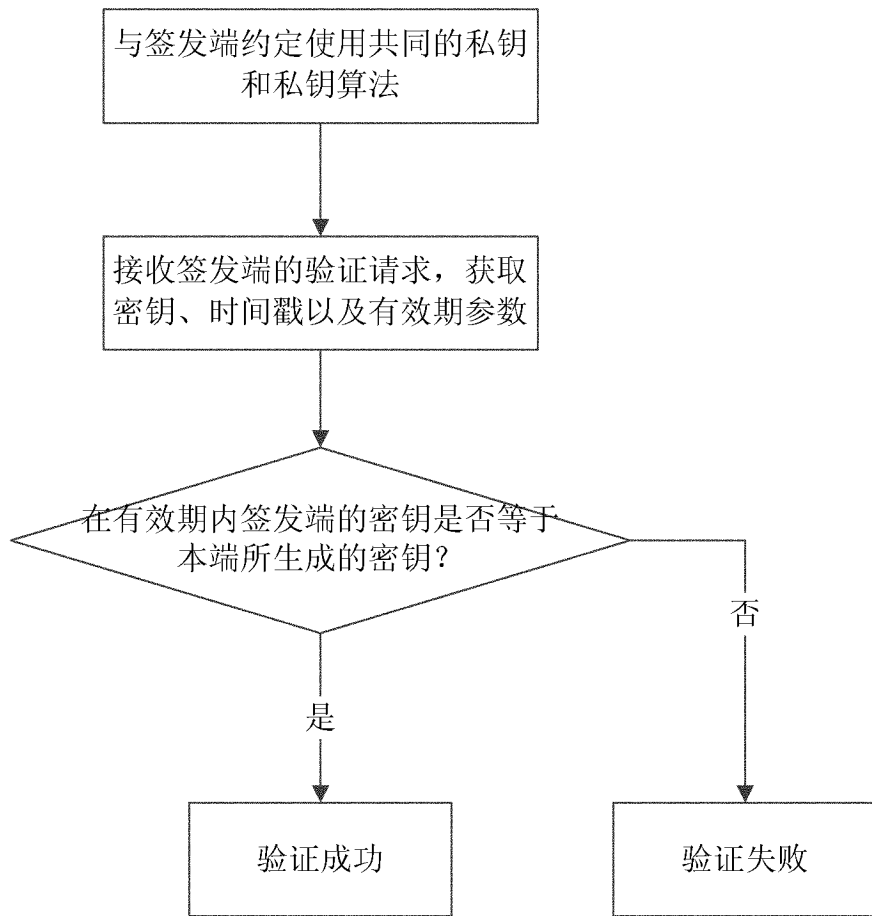 与签发端约定使用共同的私钥
和私钥算法
接收签发端的验证请求，获取
密钥、时间戳以及有效期参数
在有效期内签发端的密钥是否等于
本端所生成的密钥？
否
是
验证成功
验证失败